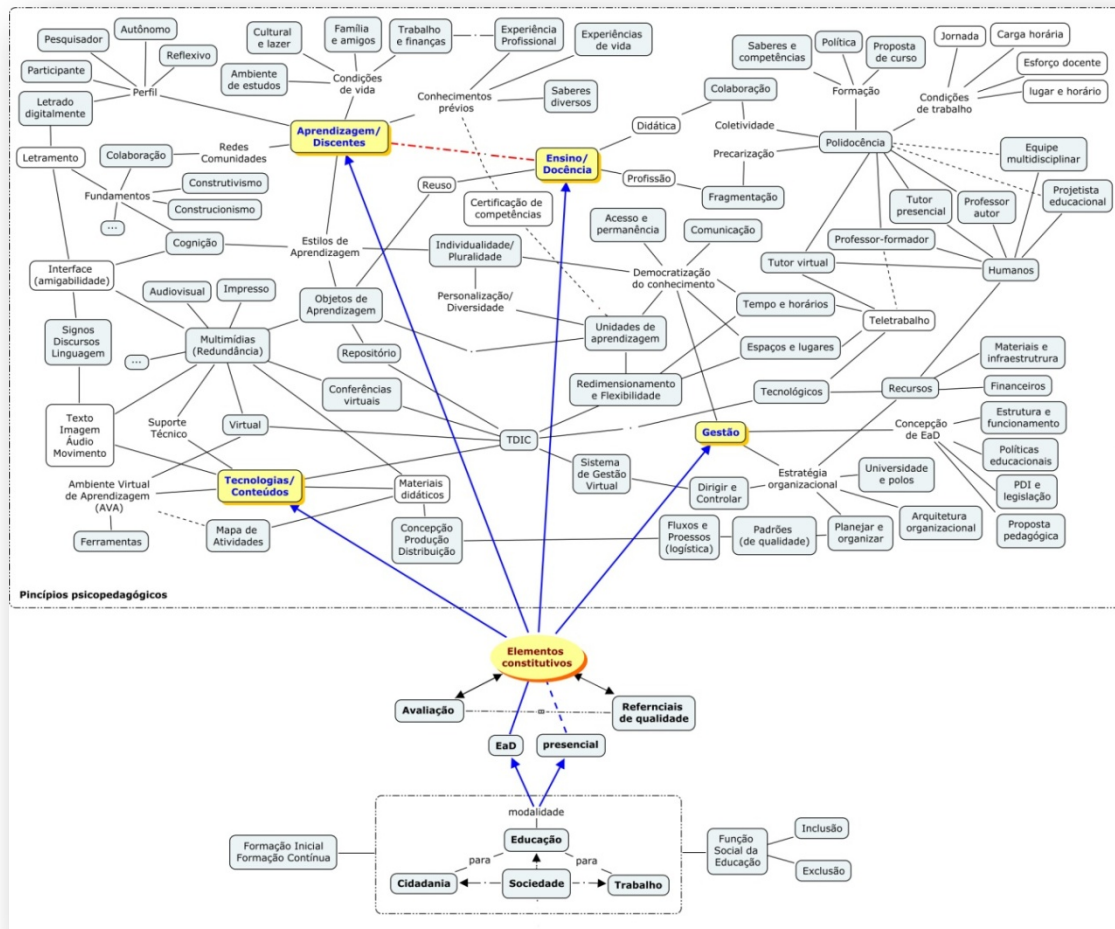 Pesquisador
Autônomo
Reflexivo
Participante
Perfil
Letrado
digitalmente
Cultural
e lazer
Família
e amigos
Trabalho
e finanças
Ambiente
de estudos
Condições
de vida
Experiência
Profissional
Experiências
de vida
Saberes
diversos
Conhecimentos
prévios
Saberes e
competências
Política
Proposta
de curso
Formação
Jornada
Carga horária
Esforço docente
lugar e horário
Condições
de trabalho
Colaboração
Didática
Coletividade
Polidocência
Precarização
Equipe
multidisciplinar
Projetista
educacional
Aprendizagem/
Discentes
Ensino/
Docência
Profissão
Fragmentação
Letramento
Colaboração
Redes
Comunidades
Fundamentos
Construtivismo
Construcionismo
...
Cognição
Reuso
Certificação de
competências
Acesso e
permanência
Comunicação
Tutor
presencial
Professor
autor
Professor-formador
Tutor virtual
Humanos
Estilos de
Aprendizagem
Individualidade/
Pluralidade
Democratização
do conhecimento
Interface
(amigabilidade)
Audiovisual
Impresso
Objetos de
Aprendizagem
Personalização/
Diversidade
Tempo e horários
Teletrabalho
Signos
Discursos
Linguagem
Multimídias
(Redundância)
...
Repositório
Unidades de
aprendizagem
Espaços e lugares
Materiais e
infraestrutrura
Conferências
virtuais
Redimensionamento
e Flexibilidade
Tecnológicos
Recursos
Financeiros
Texto
Imagem
Áudio
Movimento
Suporte
Técnico
Virtual
TDIC
Gestão
Concepção
de EaD
Estrutura e
funcionamento
Políticas
educacionais
PDI e
legislação
Proposta
pedagógica
Ambiente Virtual
de Aprendizagem
(AVA)
Tecnologias/
Conteúdos
Materiais
didáticos
Sistema
de Gestão
Virtual
Dirigir e
Controlar
Estratégia
organizacional
Universidade
e polos
Arquitetura
organizacional
Ferramentas
Mapa de
Atividades
Concepção
Produção
Distribuição
Fluxos e
Proessos
(logística)
Padrões
(de qualidade)
Planejar e
organizar
Pincípios psicopedagógicos
Elementos
constitutivos
Avaliação
Refernciais
de qualidade
EaD
presencial
modalidade
Educação
para
para
Cidadania
Sociedade
Trabalho
Formação Inicial
Formação Contínua
Função
Social da
Educação
Inclusão
Exclusão